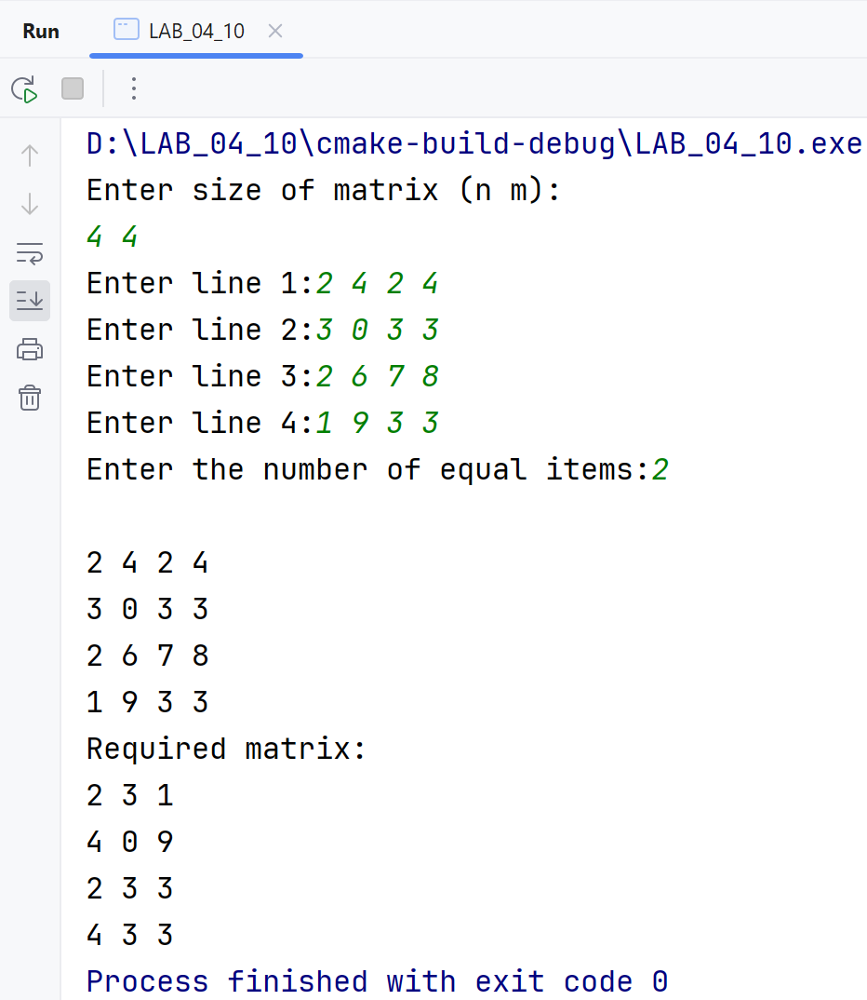 Run LAB_04_10
D:\LAB_04_10\cmake-build-debug\LAB_04_10.exe
Enter size of matrix (n m):
4 4
Enter line 1:2 4 2 4
Enter line 2:3 0 3 3
Enter line 3:2 6 7 8
Enter line 4:1 9 3 3
Enter the number of equal items:2
2 4 2 4
3 0 3 3
2 6 7 8
1 9 3 3
Required matrix:
2 3 1
4 0 9
2 3 3
4 3 3
Process finished with exit code 0